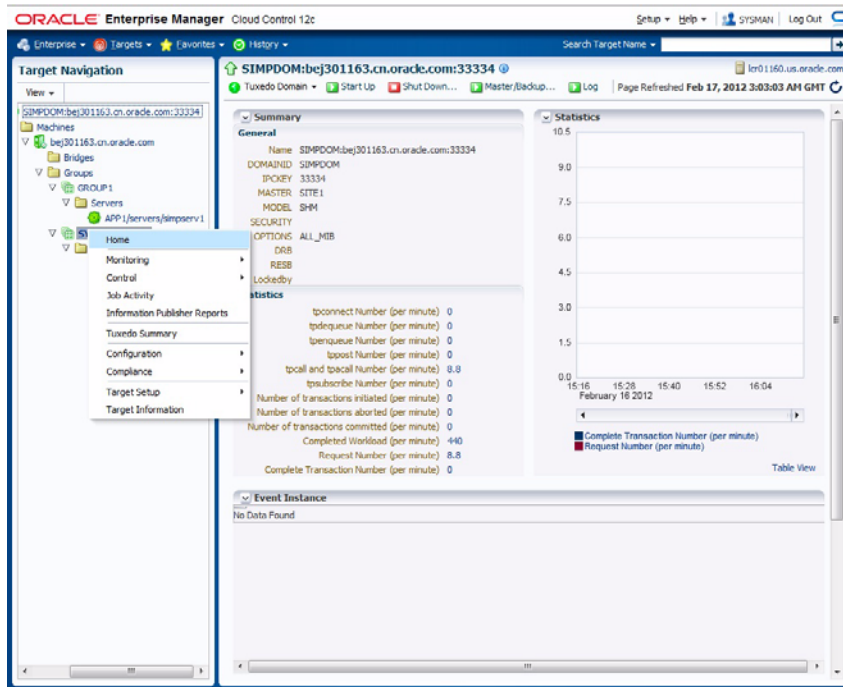 ORACLE Enterprise Manager Cloud Control 12c
Setup Help SYSMAN Log Out
Enterprise Targets Favorites History Search Target Name
Target Navigation
View
SIMPDOM:bej301163.cn.oracle.com:33334
Machines
bej301163.cn.oracle.com
Bridges
Groups
GROUP1
Servers
APP1/servers/simpserv1
Home
Monitoring
Control
Job Activity
Information Publisher Reports
Tuxedo Summary
Configuration
Compliance
Target Setup
Target Information
SIMPDOM:bej301163.cn.oracle.com:33334
lcr01160.us.oracle.com
Tuxedo Domain Start Up Shut Down... Master/Backup... Log Page Refreshed Feb 17, 2012 3:03:03 AM GMT
Summary
General
Name SIMPDOM:bej301163.cn.oracle.com:33334
DOMAINID SIMPDOM
IPCKEY 33334
MASTER SITE1
MODEL SHM
SECURITY
OPTIONS ALL_MIB
DRB
RESB
Lockedby
tpconnect Number (per minute) 0
tpdequeue Number (per minute) 0
tpenqueue Number (per minute) 0
tppost Number (per minute) 0
tpcall and tpacall Number (per minute) 8.8
tpsubscribe Number (per minute) 0
Number of transactions initiated (per minute) 0
Number of transactions aborted (per minute) 0
Number of transactions committed (per minute) 0
Completed Workload (per minute) 440
Request Number (per minute) 8.8
Complete Transaction Number (per minute) 0
Statistics
10.5
9.0
7.5
6.0
4.5
3.0
1.5
0.0
15:16 15:28 15:40 15:52 16:04
February 16 2012
Complete Transaction Number (per minute)
Request Number (per minute)
Table View
Event Instance
No Data Found